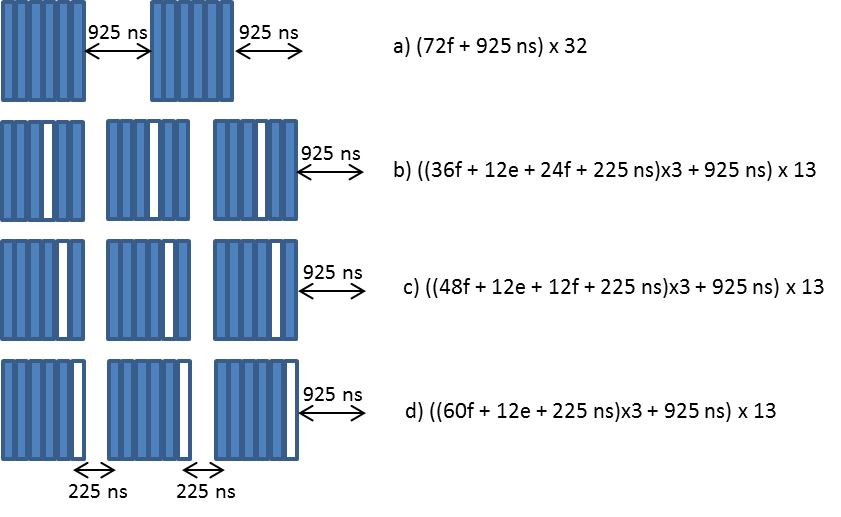 925 ns 925 ns a) (72f + 925 ns) x 32
925 ns b) ((36f + 12e + 24f + 225 ns)x3 + 925 ns) x 13
925 ns c) ((48f + 12e + 12f + 225 ns)x3 + 925 ns) x 13
925 ns d) ((60f + 12e + 225 ns)x3 + 925 ns) x 13
225 ns 225 ns